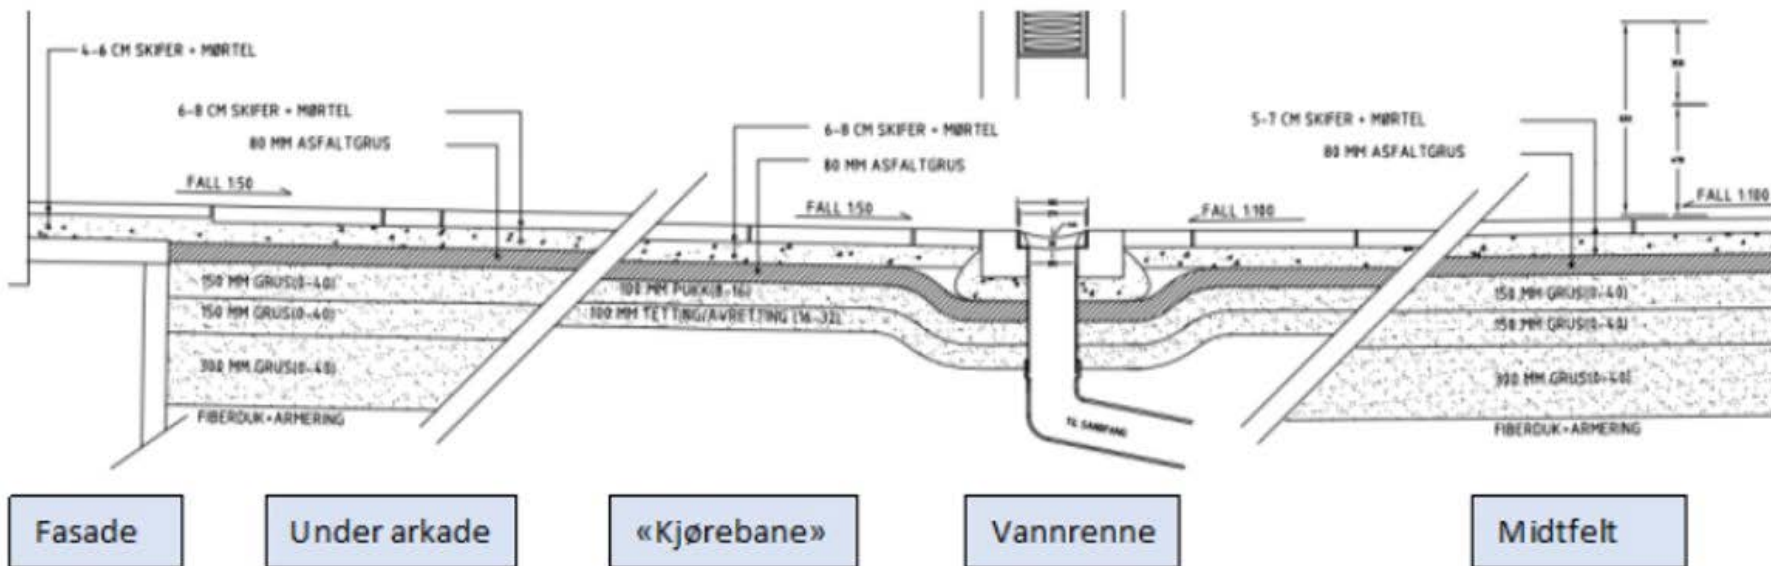 4-6 CM SKIFER + MØRTEL
6-8 CM SKIFER + MØRTEL
80 MM ASFALTGRUS
6-8 CM SKIFER + MØRTEL
80 MM ASFALTGRUS
5-7 CM SKIFER + MØRTEL
80 MM ASFALTGRUS
FALL 1:50
FALL 1:50
FALL 1:100
FALL 1:100
150 MM GRUS(0-40)
150 MM GRUS(0-40)
300 MM GRUS(0-40)
FIBERDUK+ARMERING
100 MM PUKK(8-16)
100 MM TETTING/AVRETTING (16-32)
TIL SANDFANG
150 MM GRUS(0-40)
150 MM GRUS(0-40)
300 MM GRUS(0-40)
FIBERDUK+ARMERING
Fasade
Under arkade
«Kjørebane»
Vannrenne
Midtfelt